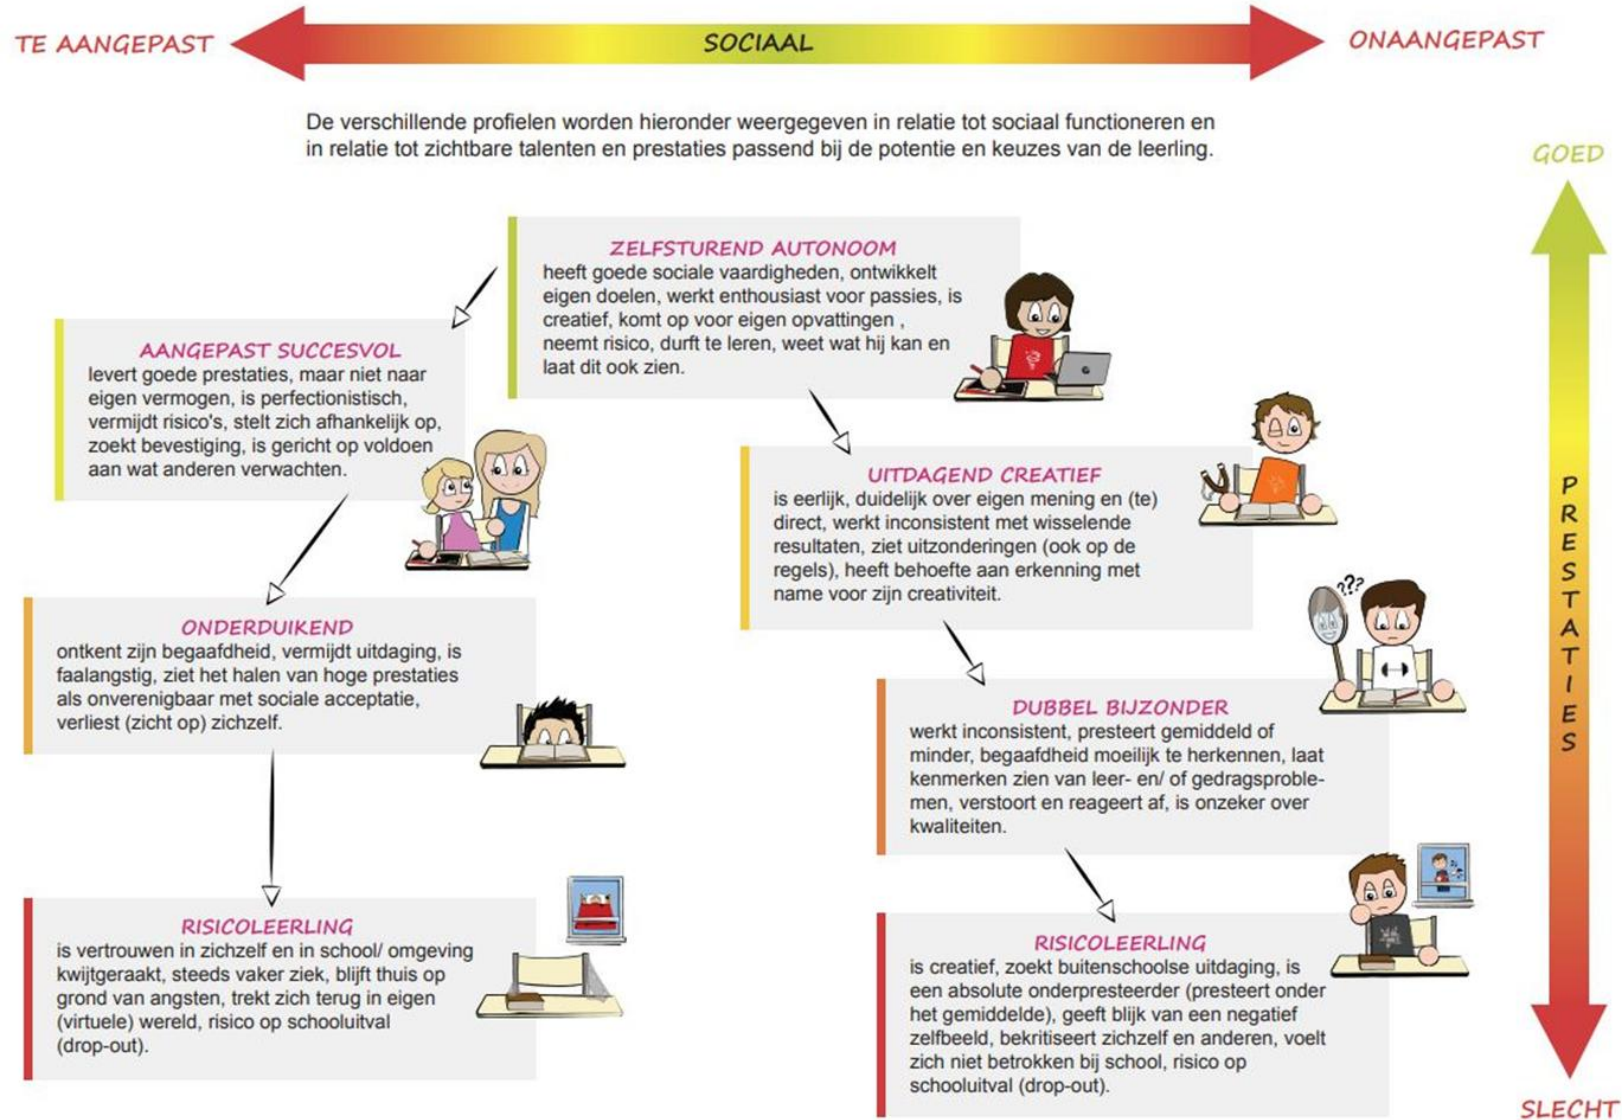 TE AANGEPAST
SOCIAAL
ONAANGEPAST
De verschillende profielen worden hieronder weergegeven in relatie tot sociaal functioneren en
in relatie tot zichtbare talenten en prestaties passend bij de potentie en keuzes van de leerling.
GOED
ZELFSTUREND AUTONOOM
heeft goede sociale vaardigheden, ontwikkelt
eigen doelen, werkt enthousiast voor passies, is
creatief, komt op voor eigen opvattingen ,
neemt risico, durft te leren, weet wat hij kan en
laat dit ook zien.
AANGEPAST SUCCESVOL
levert goede prestaties, maar niet naar
eigen vermogen, is perfectionistisch,
vermijdt risico's, stelt zich afhankelijk op,
zoekt bevestiging, is gericht op voldoen
aan wat anderen verwachten.
UITDAGEND CREATIEF
is eerlijk, duidelijk over eigen mening en (te)
direct, werkt inconsistent met wisselende
resultaten, ziet uitzonderingen (ook op de
regels), heeft behoefte aan erkenning met
name voor zijn creativiteit.
PRESTATIES
???
ONDERDUIKEND
ontkent zijn begaafdheid, vermijdt uitdaging, is
faalangstig, ziet het halen van hoge prestaties
als onverenigbaar met sociale acceptatie,
verliest (zicht op) zichzelf.
DUBBEL BIJZONDER
werkt inconsistent, presteert gemiddeld of
minder, begaafdheid moeilijk te herkennen, laat
kenmerken zien van leer- en/ of gedragsproble-
men, verstoort en reageert af, is onzeker over
kwaliteiten.
RISICOLEERLING
is vertrouwen in zichzelf en in school/ omgeving
kwijtgeraakt, steeds vaker ziek, blijft thuis op
grond van angsten, trekt zich terug in eigen
(virtuele) wereld, risico op schooluitval
(drop-out).
RISICOLEERLING
is creatief, zoekt buitenschoolse uitdaging, is
een absolute onderpresteerder (presteert onder
het gemiddelde), geeft blijk van een negatief
zelfbeeld, bekritiseert zichzelf en anderen, voelt
zich niet betrokken bij school, risico op
schooluitval (drop-out).
SLECHT